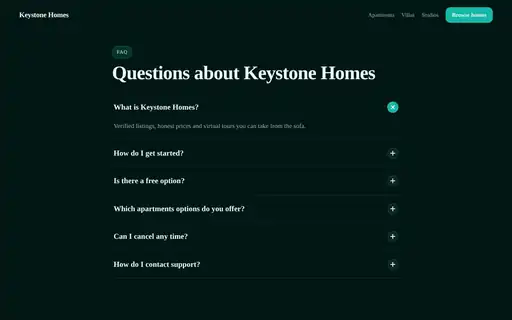 Keystone Homes
Apartments Villas Studios Browse homes
FAQ
Questions about Keystone Homes
What is Keystone Homes?
Verified listings, honest prices and virtual tours you can take from the sofa.
How do I get started?
Is there a free option?
Which apartments options do you offer?
Can I cancel any time?
How do I contact support?